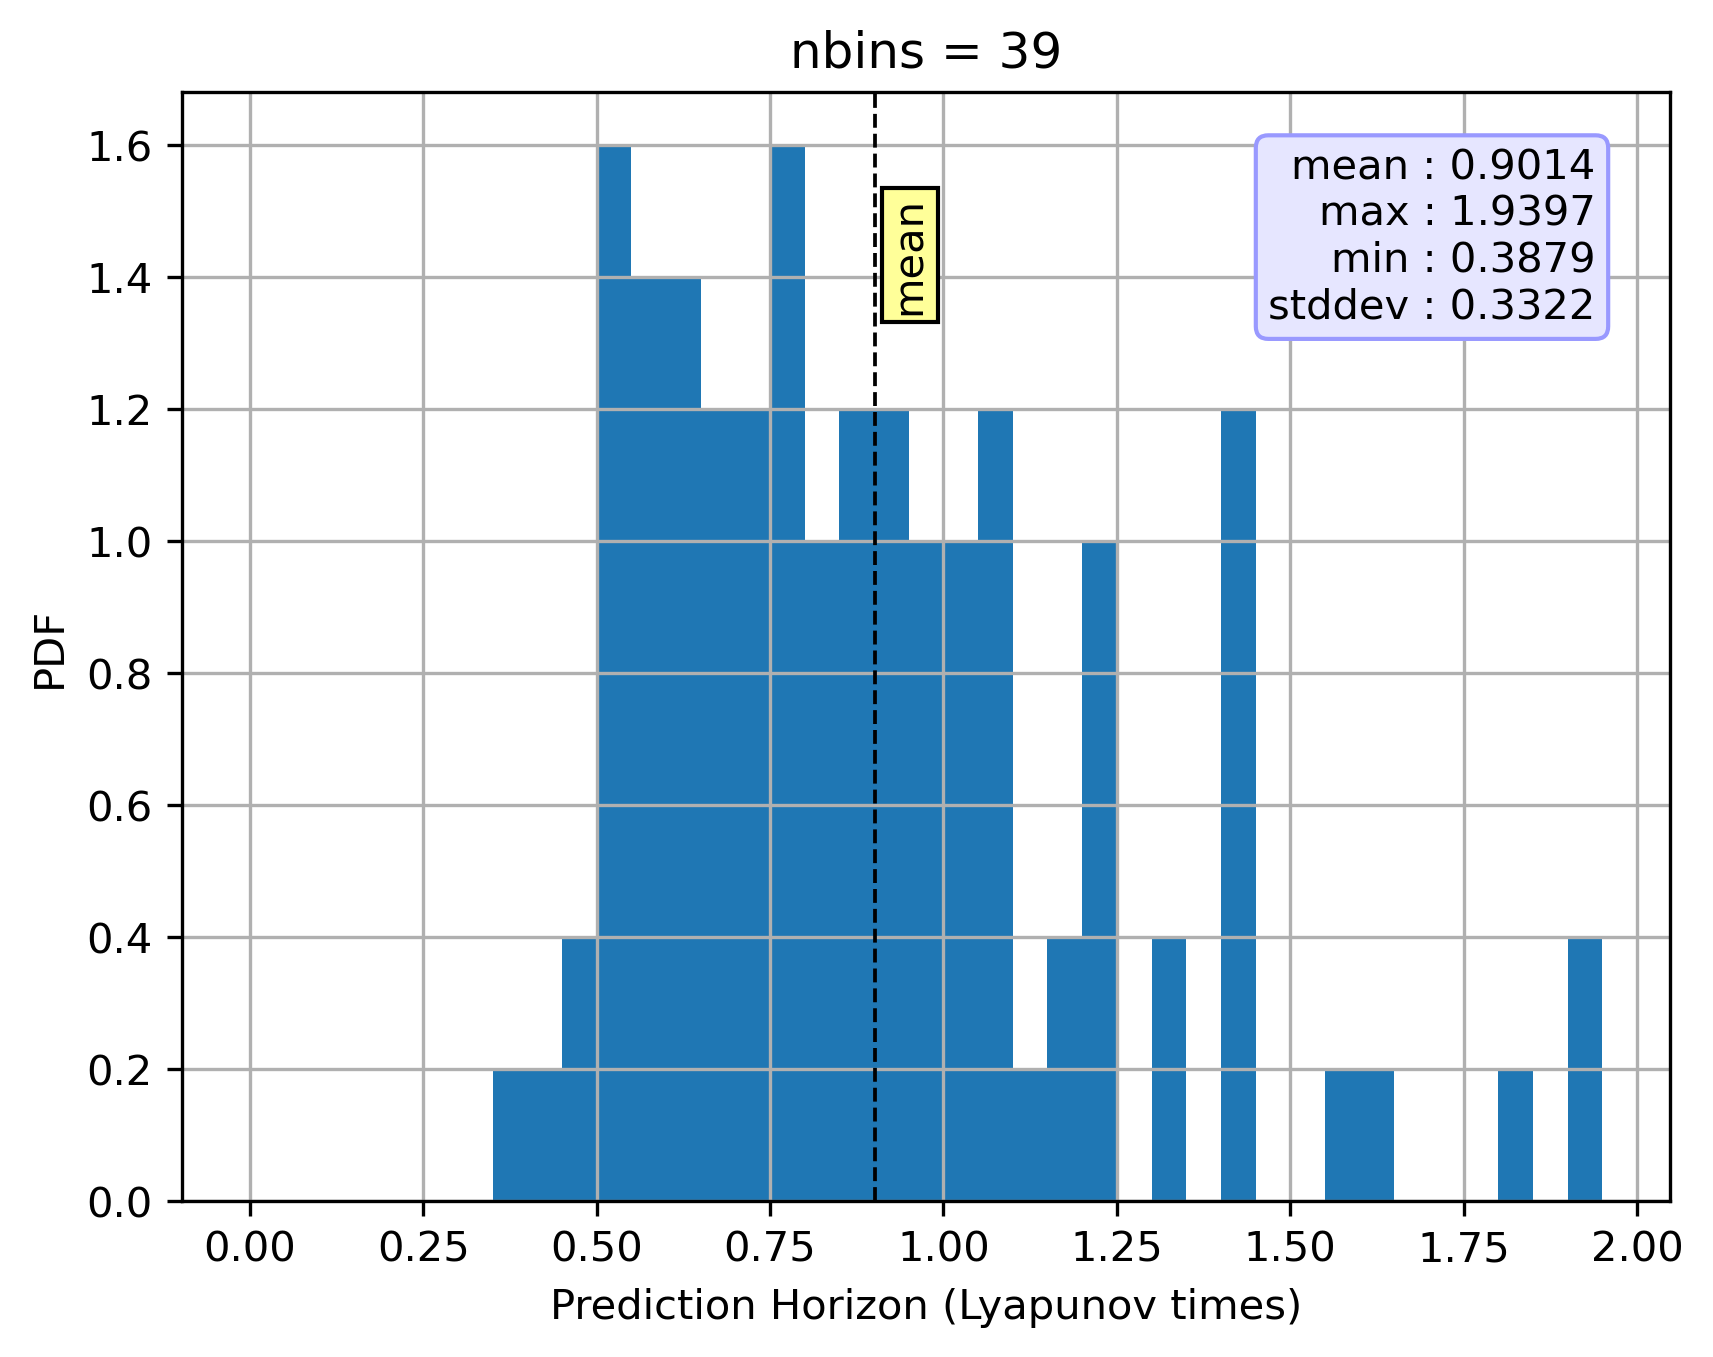 nbins = 39
mean : 0.9014
max : 1.9397
min : 0.3879
stddev : 0.3322
mean
PDF
1.6
1.4
1.2
1.0
0.8
0.6
0.4
0.2
0.0
0.00 0.25 0.50 0.75 1.00 1.25 1.50 1.75 2.00
Prediction Horizon (Lyapunov times)